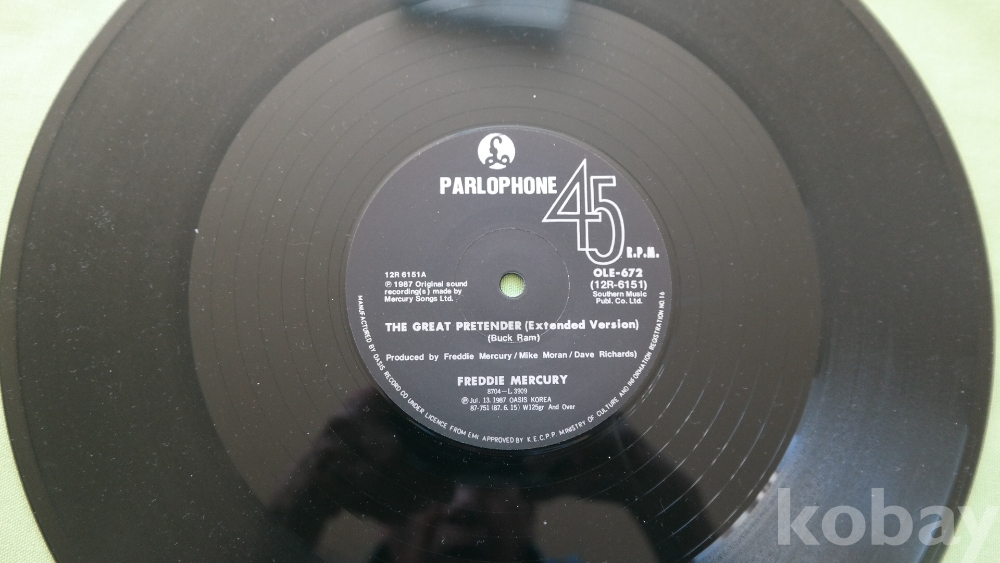 PARLOPHONE
45
R.P.M.
OLE-672
(12R-6151)
Southern Music
Publ. Co. Ltd.
12R 6151A
Ⓟ 1987 Original sound
recording(s) made by
Mercury Songs Ltd.
THE GREAT PRETENDER (Extended Version)
(Buck Ram)
Produced by Freddie Mercury/Mike Moran/Dave Richards)
FREDDIE MERCURY
8704—L 3909
Ⓟ Jul. 13. 1987 OASIS KOREA
87-751 (87. 6. 15) W125gr And Over
MANUFACTURED BY OASIS RECORD CO UNDER LICENCE FROM EMI APPROVED BY K.E.C.P.P. MINISTRY OF CULTURE AND INFORMATION REGISTRATION NO 16
kobay